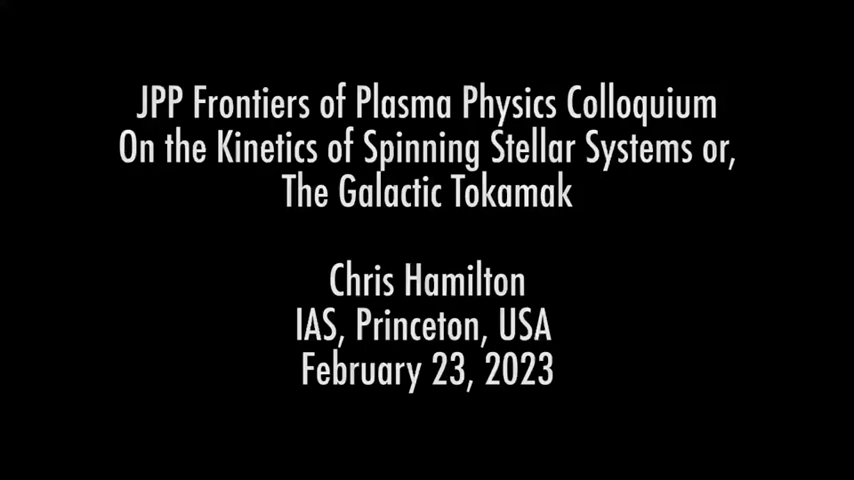 JPP Frontiers of Plasma Physics Colloquium
On the Kinetics of Spinning Stellar Systems or,
The Galactic Tokamak
Chris Hamilton
IAS, Princeton, USA
February 23, 2023